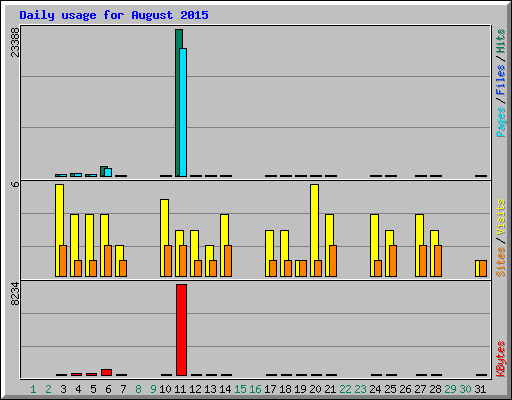 Daily usage for August 2015
23388
Pages / Files / Hits
6
Sites / Visits
8234
KBytes
1 2 3 4 5 6 7 8 9 10 11 12 13 14 15 16 17 18 19 20 21 22 23 24 25 26 27 28 29 30 31